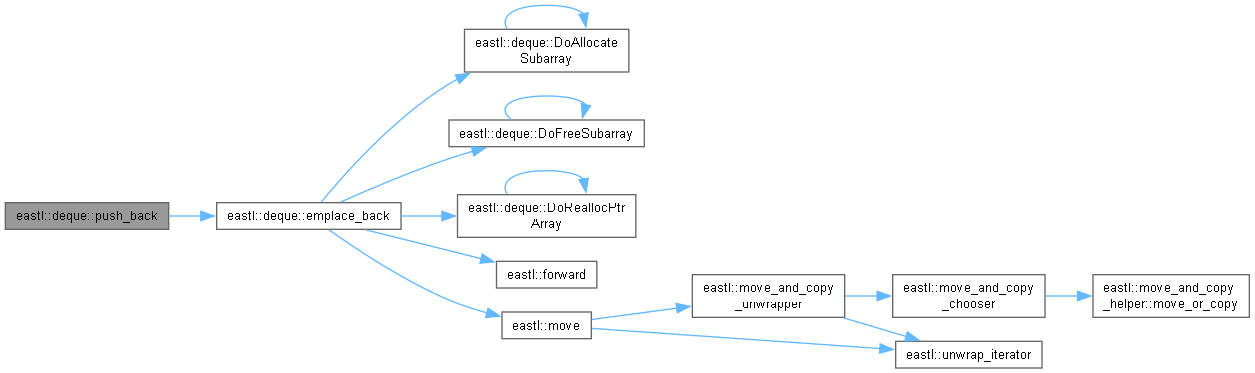 eastl::deque::DoAllocate
Subarray
eastl::deque::DoFreeSubarray
eastl::deque::push_back
eastl::deque::emplace_back
eastl::deque::DoReallocPtr
Array
eastl::forward
eastl::move
eastl::move_and_copy
_unwrapper
eastl::move_and_copy
_chooser
eastl::move_and_copy
_helper::move_or_copy
eastl::unwrap_iterator